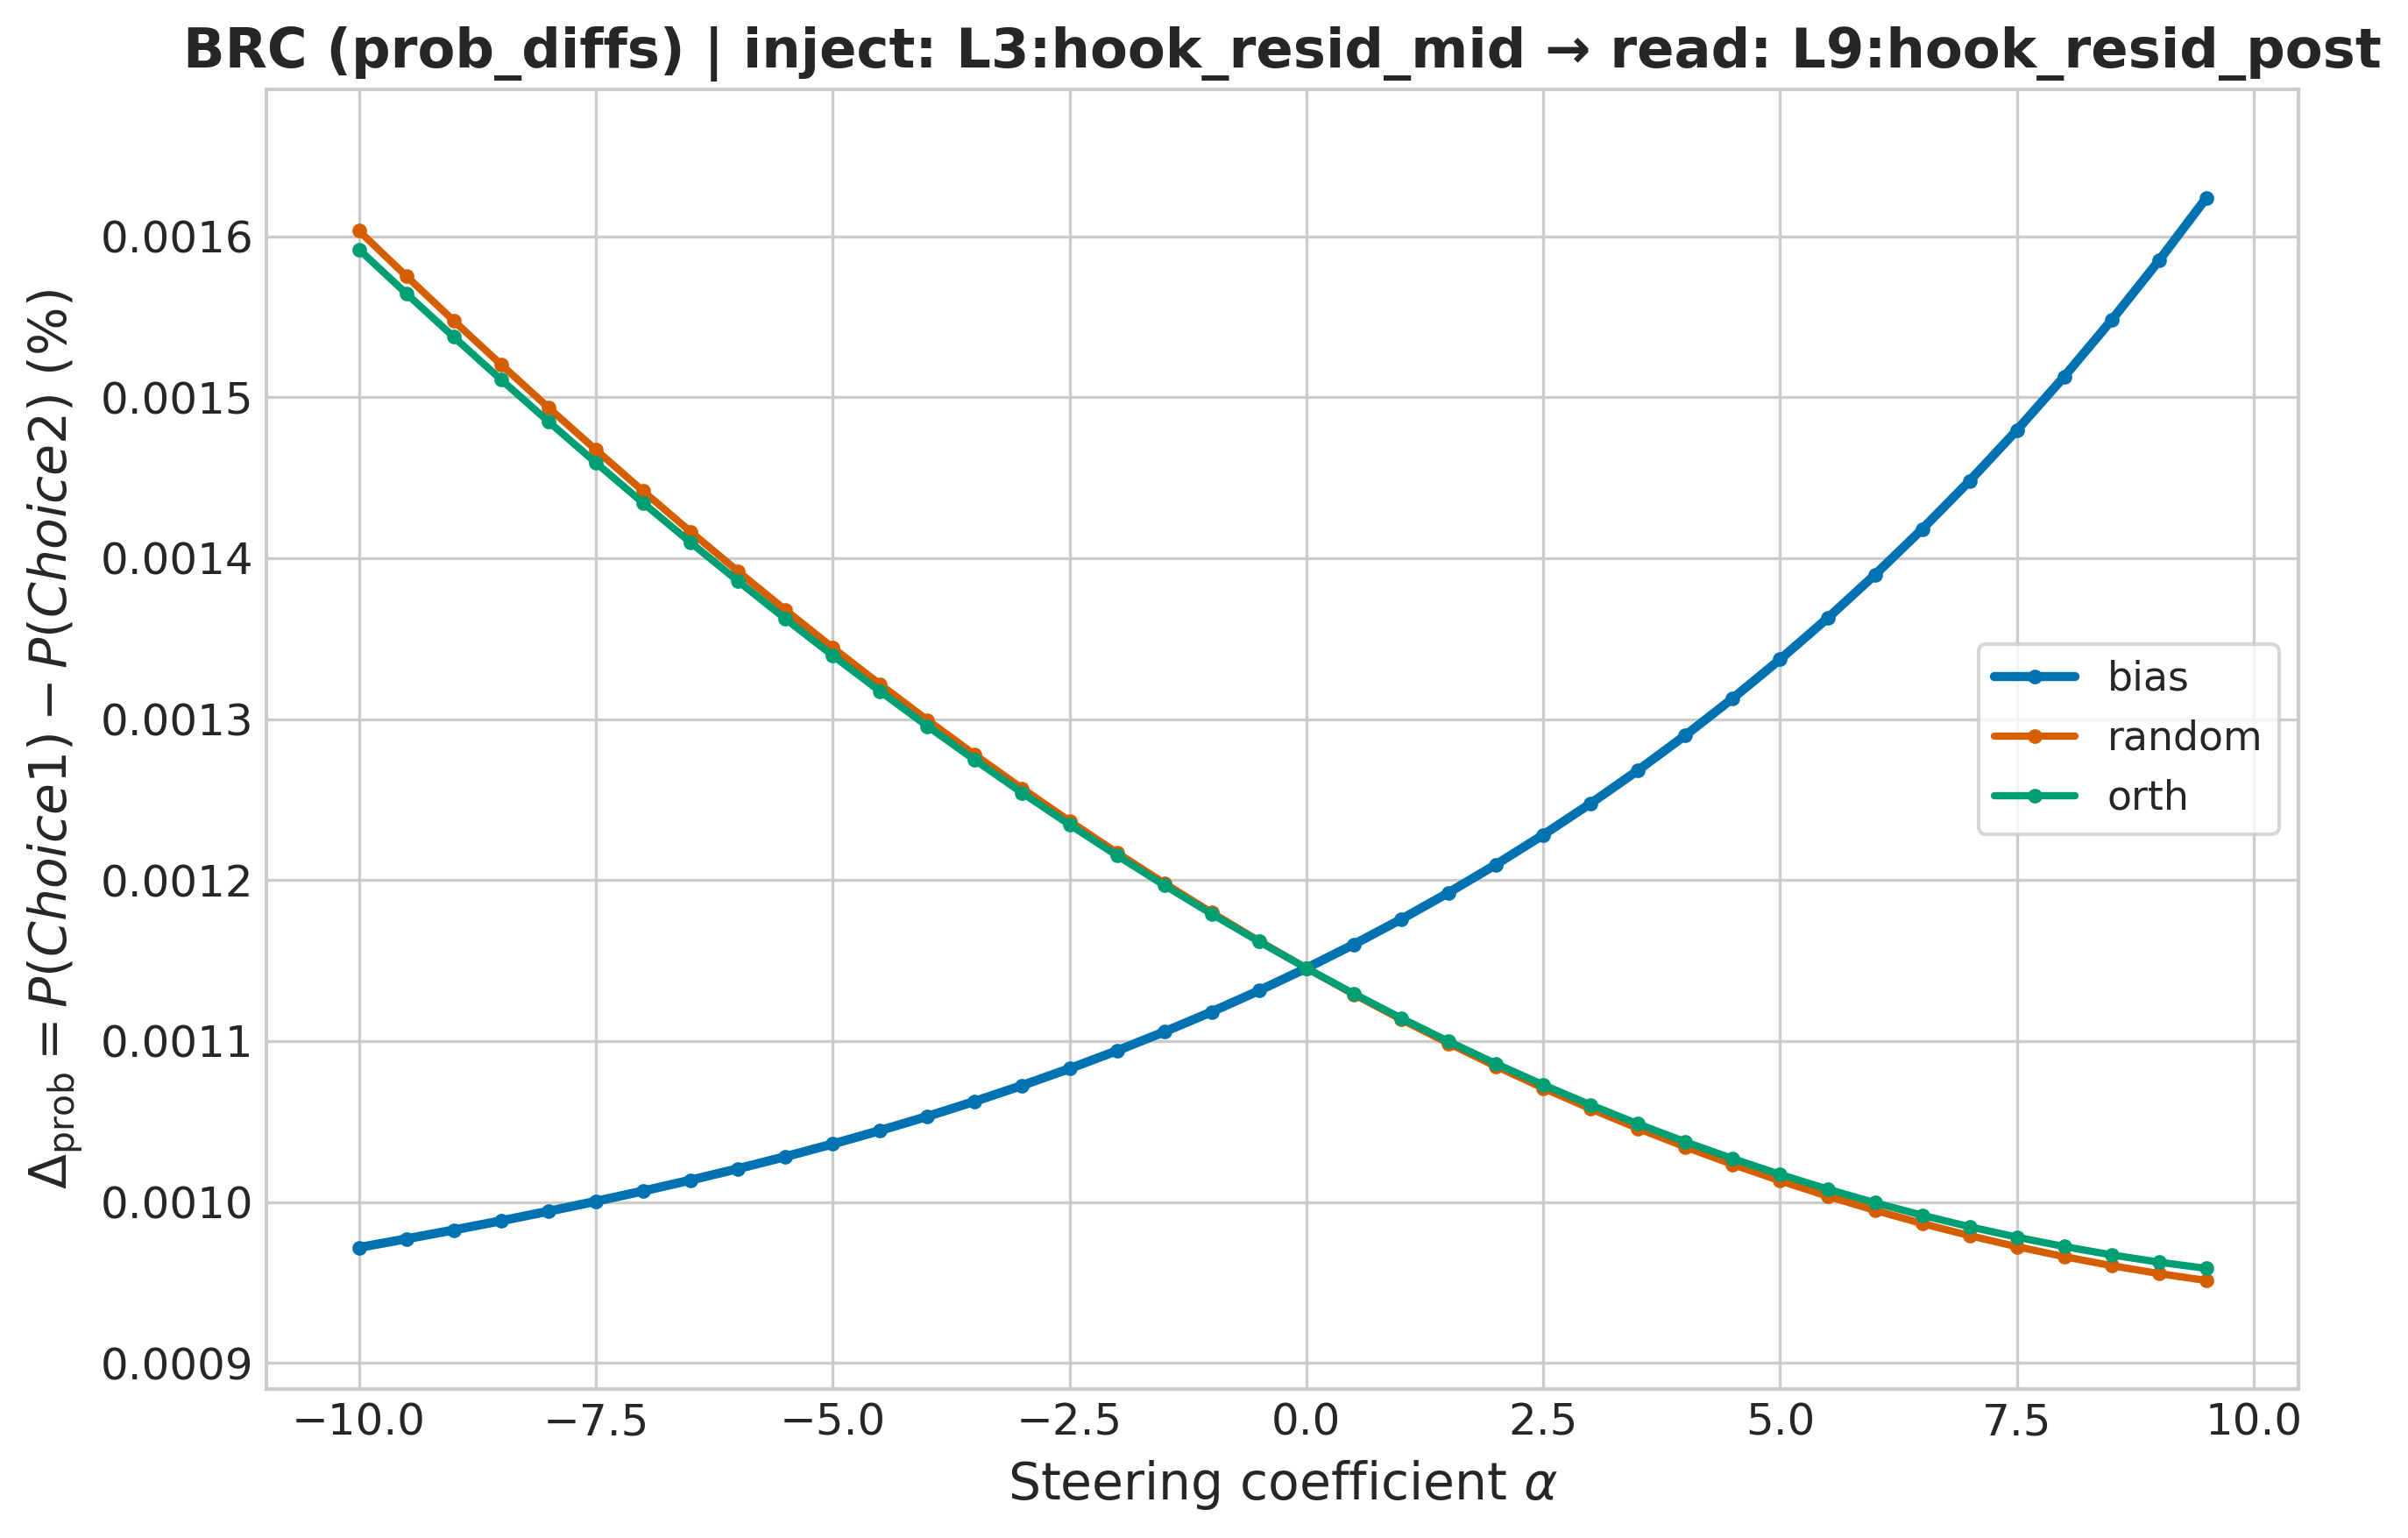 BRC (prob_diffs) | inject: L3:hook_resid_mid → read: L9:hook_resid_post
Δprob = P(Choice1) − P(Choice2) (%)
0.0016
0.0015
0.0014
0.0013
0.0012
0.0011
0.0010
0.0009
bias
random
orth
−10.0 −7.5 −5.0 −2.5 0.0 2.5 5.0 7.5 10.0
Steering coefficient α